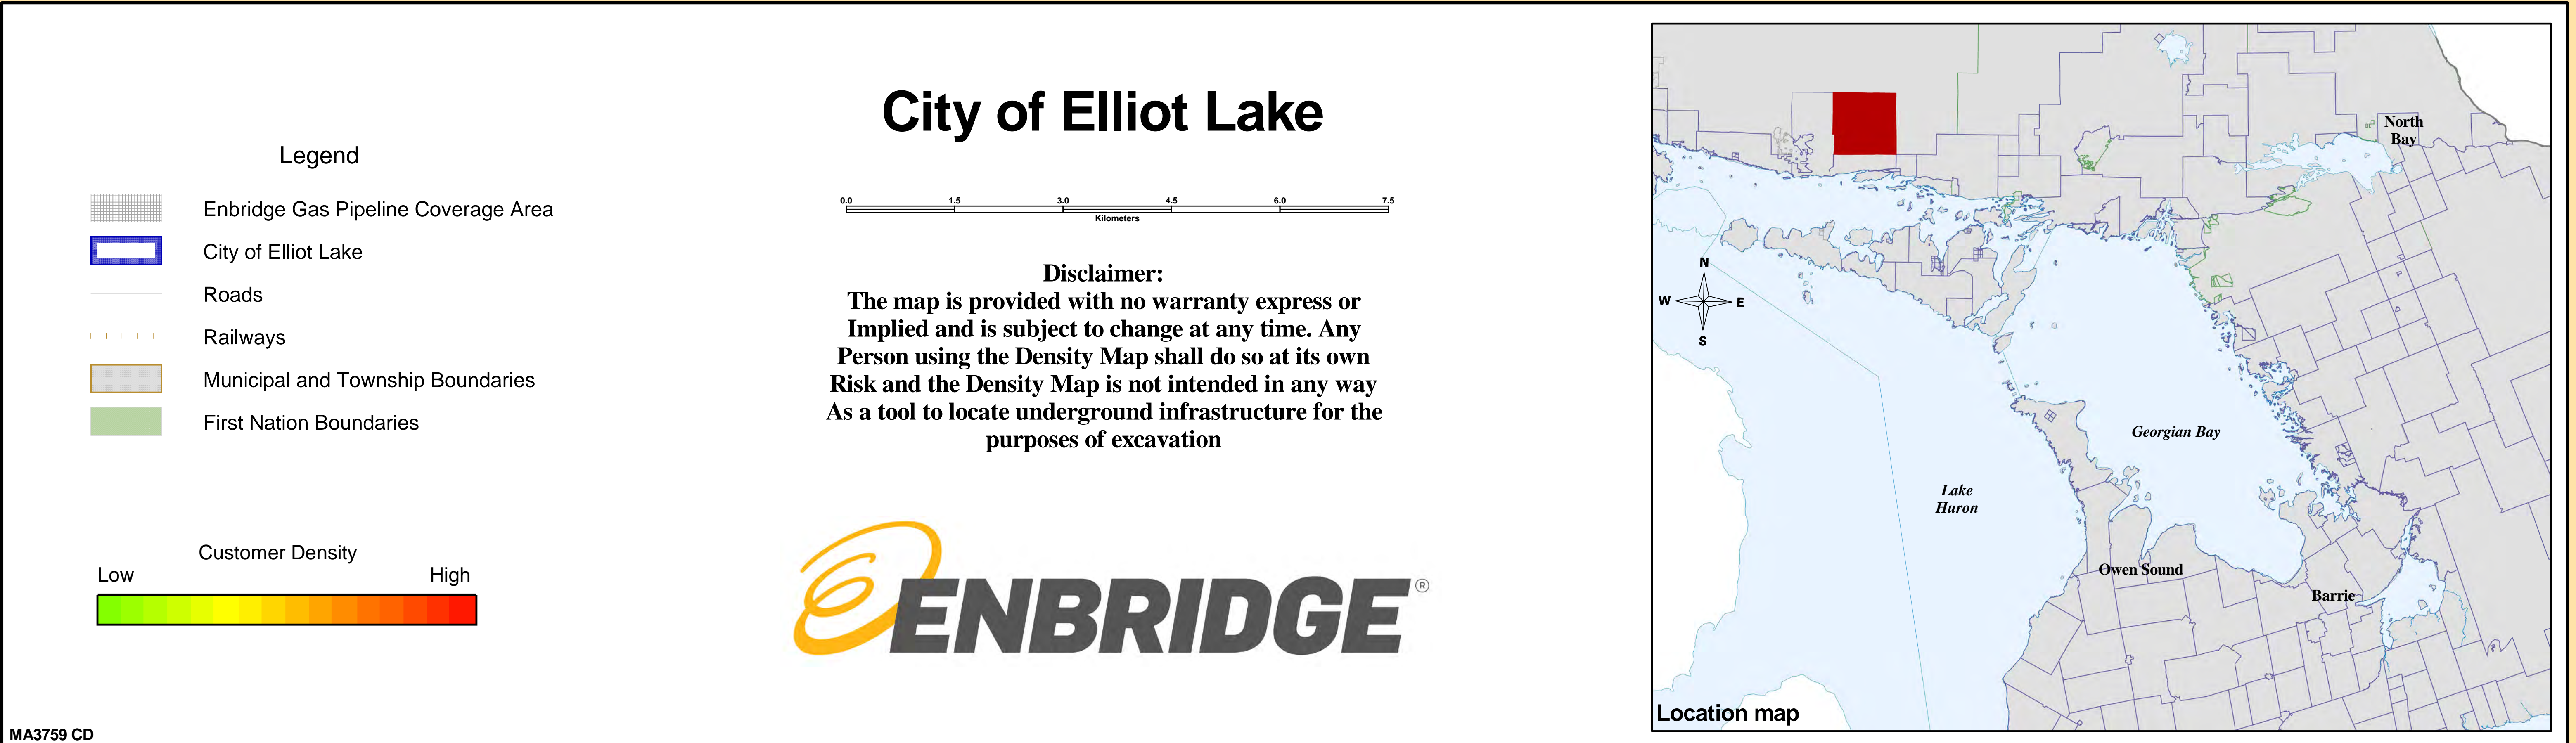 Legend
Enbridge Gas Pipeline Coverage Area
City of Elliot Lake
Roads
Railways
Municipal and Township Boundaries
First Nation Boundaries
Customer Density
Low High
MA3759 CD
City of Elliot Lake
0.0 1.5 3.0 4.5 6.0 7.5
Kilometers
Disclaimer:
The map is provided with no warranty express or
Implied and is subject to change at any time. Any
Person using the Density Map shall do so at its own
Risk and the Density Map is not intended in any way
As a tool to locate underground infrastructure for the
purposes of excavation
ENBRIDGE®
North
Bay
N
W E
S
Georgian Bay
Lake
Huron
Owen Sound
Barrie
Location map